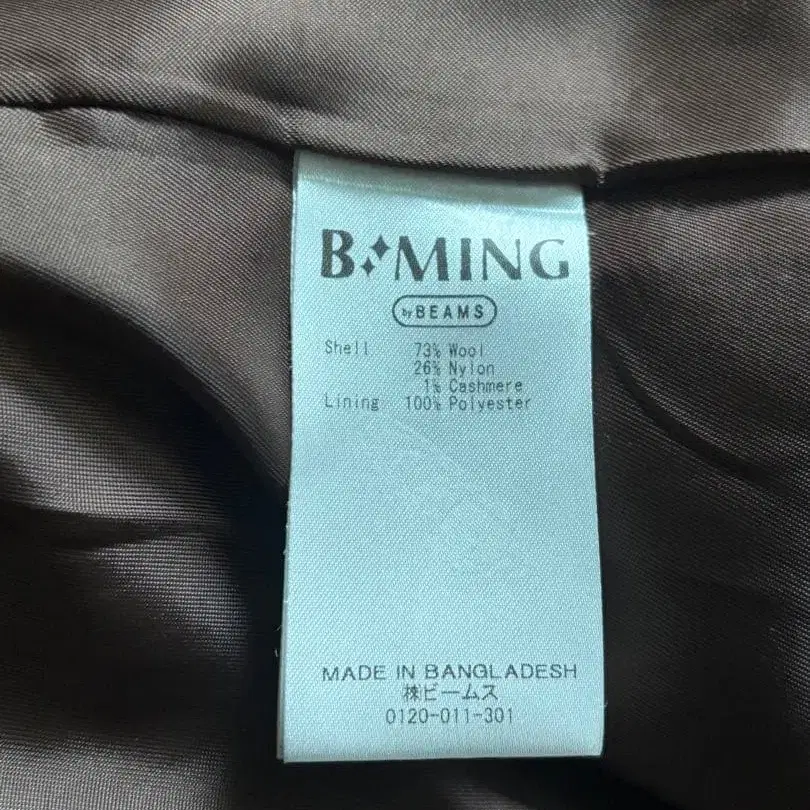 B MING
by BEAMS
Shell 73% Wool
26% Nylon
1% Cashmere
Lining 100% Polyester
MADE IN BANGLADESH
㈱ビームス
0120-011-301